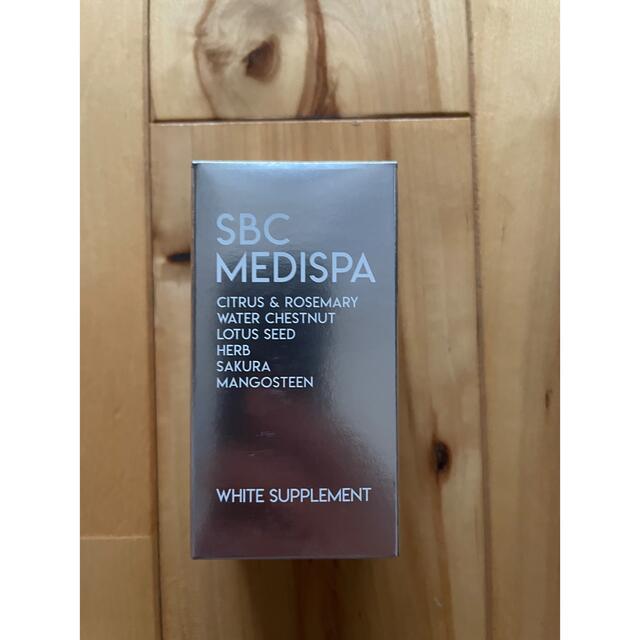 SBC
MEDISPA
CITRUS & ROSEMARY
WATER CHESTNUT
LOTUS SEED
HERB
SAKURA
MANGOSTEEN
WHITE SUPPLEMENT